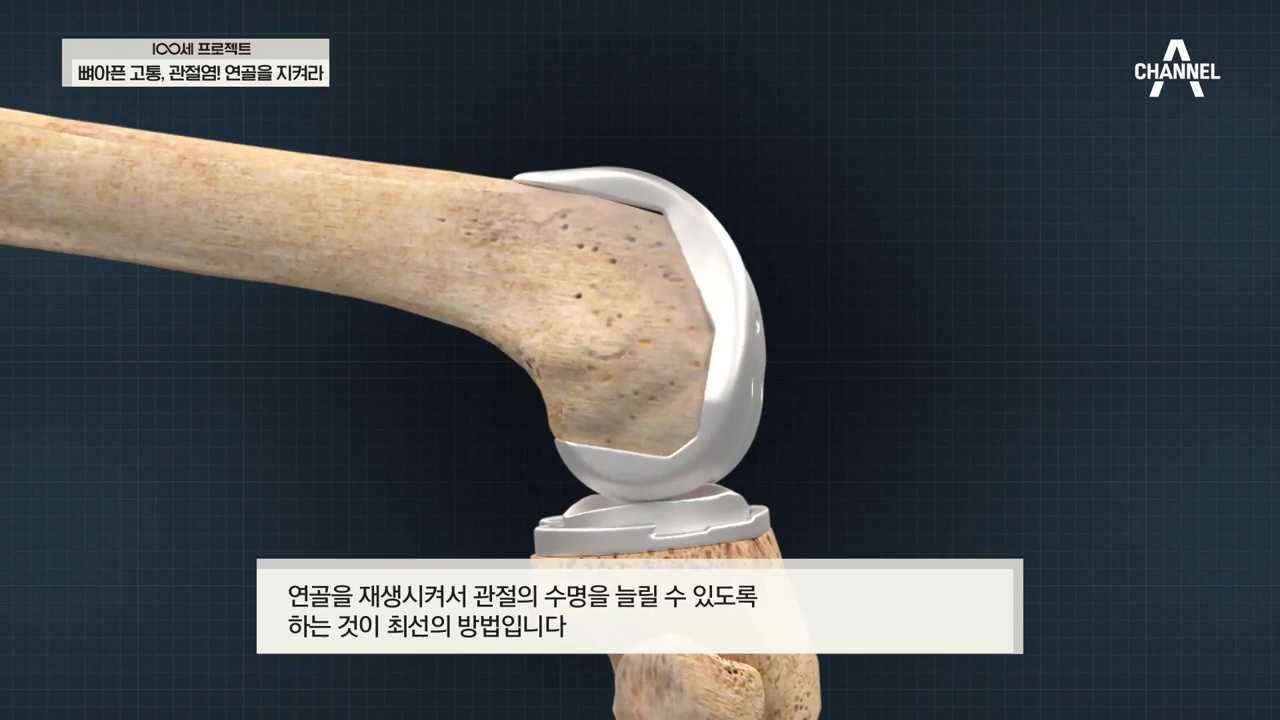 100세 프로젝트
뼈아픈 고통, 관절염! 연골을 지켜라
CHANNEL A
연골을 재생시켜서 관절의 수명을 늘릴 수 있도록
하는 것이 최선의 방법입니다